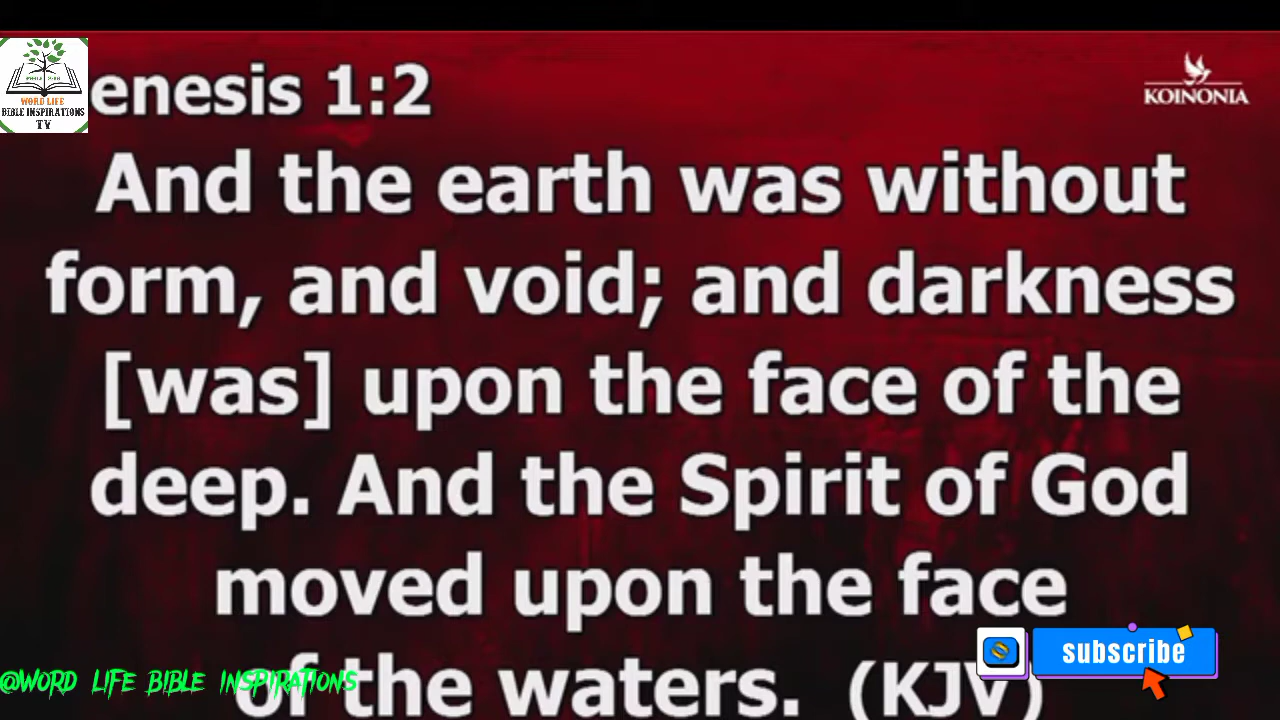 WORD LIFE
BIBLE INSPIRATIONS
TV
enesis 1:2
KOINONIA
And the earth was without
form, and void; and darkness
[was] upon the face of the
deep. And the Spirit of God
moved upon the face
of the waters. (KJV)
subscribe
@WORD LIFE BIBLE INSPIRATIONS